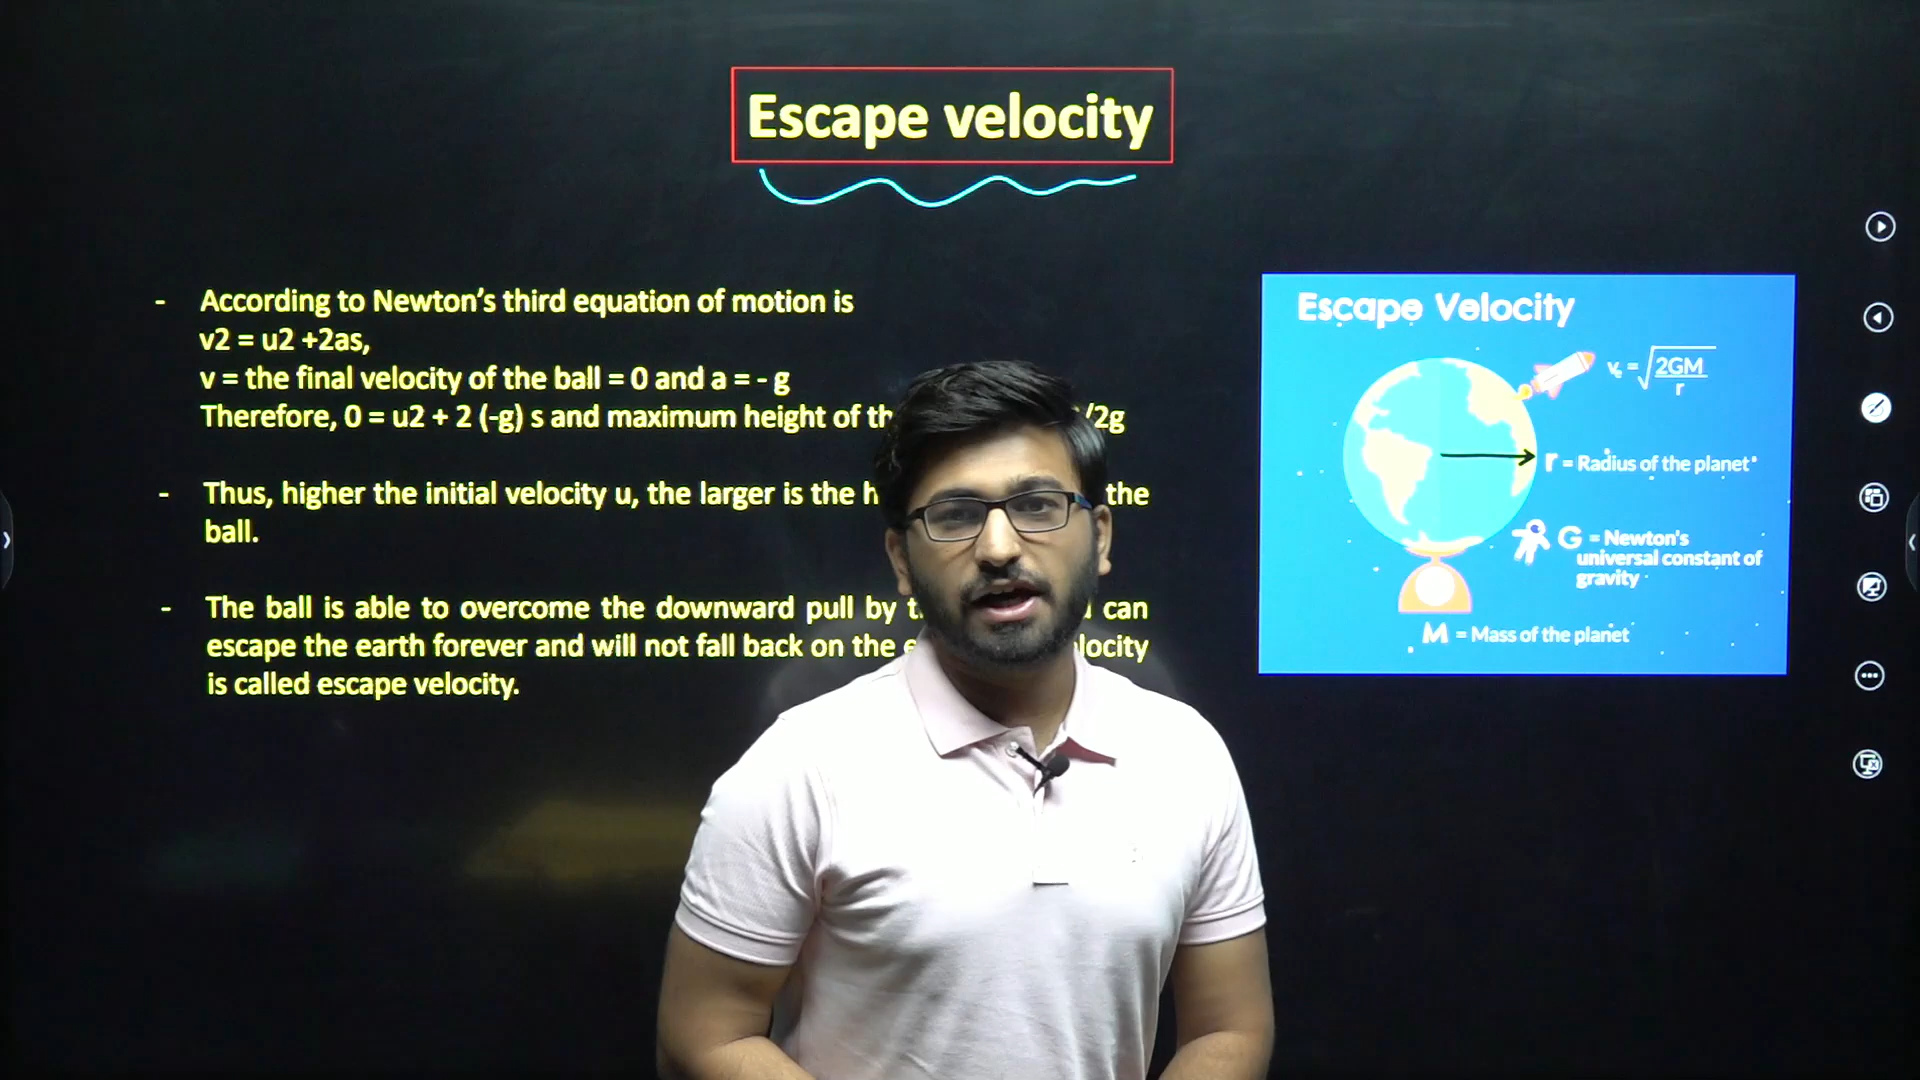 Escape velocity
- According to Newton's third equation of motion is
v2 = u2 +2as,
v = the final velocity of the ball = 0 and a = - g
Therefore, 0 = u2 + 2 (-g) s and maximum height of /2g
- Thus, higher the initial velocity u, the larger is the the
ball.
- The ball is able to overcome the downward pull by can
escape the earth forever and will not fall back on the
is called escape velocity.
Escape Velocity
vₑ = √2GM/r
r = Radius of the planet
G = Newton's
universal constant of
gravity
M = Mass of the planet